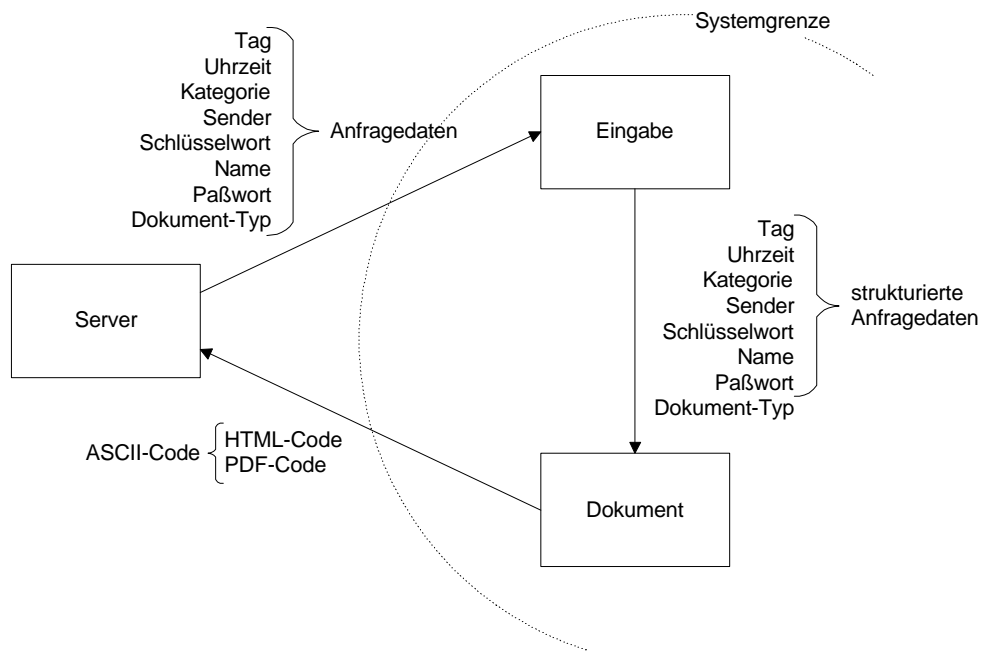 Systemgrenze
Tag
Uhrzeit
Kategorie
Sender
Schlüsselwort
Name
Paßwort
Dokument-Typ
Anfragedaten
Eingabe
Tag
Uhrzeit
Kategorie
Sender
Schlüsselwort
Name
Paßwort
Dokument-Typ
strukturierte
Anfragedaten
Server
ASCII-Code
HTML-Code
PDF-Code
Dokument